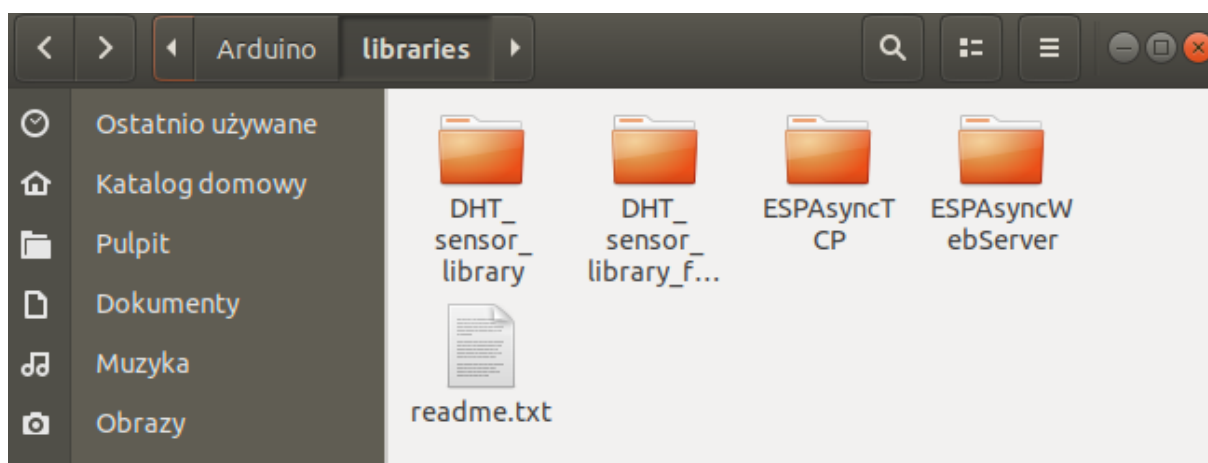 Arduino libraries
Ostatnio używane
Katalog domowy
Pulpit
Dokumenty
Muzyka
Obrazy
DHT_
sensor_
library
DHT_
sensor_
library_f...
ESPAsyncT
CP
ESPAsyncW
ebServer
readme.txt